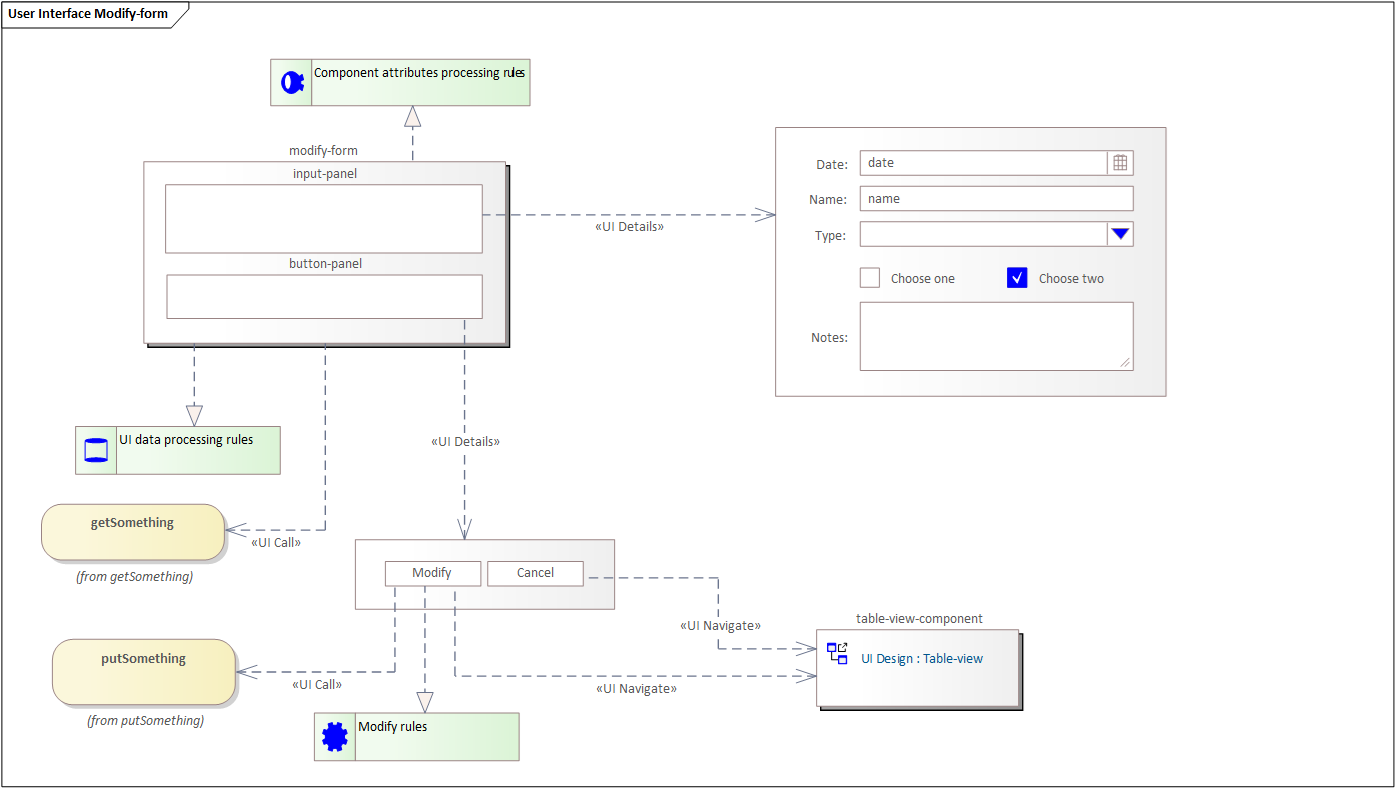 User Interface Modify-form
Component attributes processing rules
modify-form
input-panel
button-panel
«UI Details»
Date:
date
Name:
name
Type:
Choose one
Choose two
Notes:
UI data processing rules
«UI Details»
getSomething
«UI Call»
(from getSomething)
Modify
Cancel
«UI Navigate»
table-view-component
UI Design : Table-view
putSomething
«UI Call»
«UI Navigate»
(from putSomething)
Modify rules